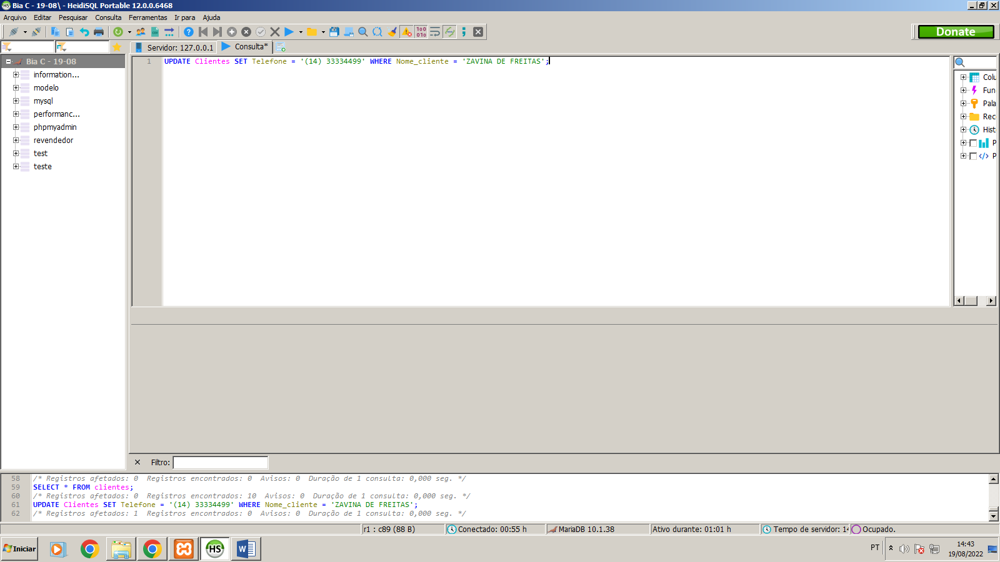 Bia C - 19-08\ - HeidiSQL Portable 12.0.0.6468
Arquivo Editar Pesquisar Consulta Ferramentas Ir para Ajuda
Donate
Servidor: 127.0.0.1 Consulta*
Bia C - 19-08
information...
modelo
mysql
performanc...
phpmyadmin
revendedor
test
teste
1 UPDATE Clientes SET Telefone = '(14) 33334499' WHERE Nome_cliente = 'ZAVINA DE FREITAS';
Colu
Fun
Pala
Rec
Hist
P
P
Filtro:
58 /* Registros afetados: 0 Registros encontrados: 0 Avisos: 0 Duração de 1 consulta: 0,000 seg. */
59 SELECT * FROM clientes;
60 /* Registros afetados: 0 Registros encontrados: 10 Avisos: 0 Duração de 1 consulta: 0,000 seg. */
61 UPDATE Clientes SET Telefone = '(14) 33334499' WHERE Nome_cliente = 'ZAVINA DE FREITAS';
62 /* Registros afetados: 1 Registros encontrados: 0 Avisos: 0 Duração de 1 consulta: 0,000 seg. */
r1 : c89 (88 B) Conectado: 00:55 h MariaDB 10.1.38 Ativo durante: 01:01 h Tempo de servidor: 14 Ocupado.
Iniciar HS W PT 14:43
19/08/2022